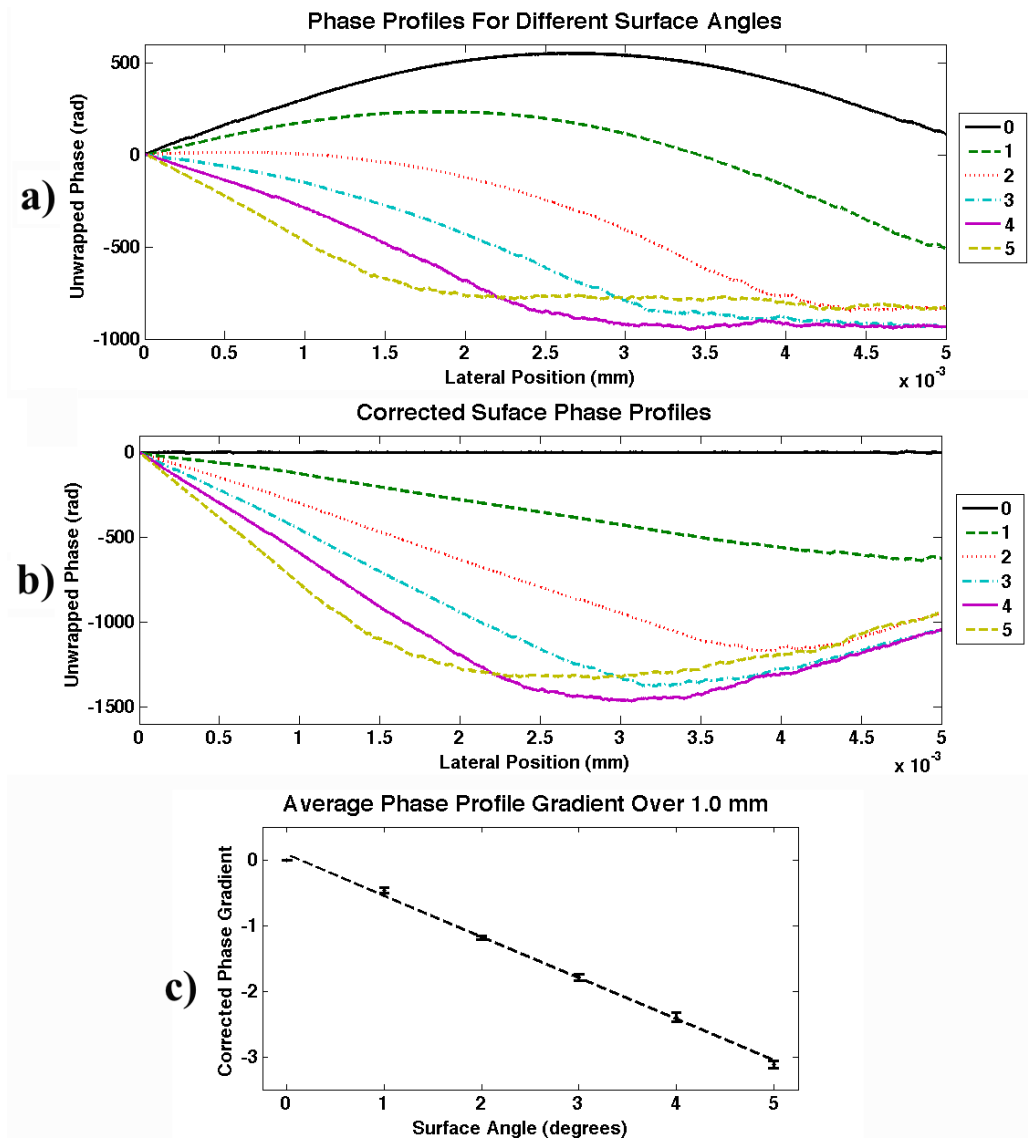 Phase Profiles For Different Surface Angles
a)
Unwrapped Phase (rad)
500
0
-500
-1000
0 0.5 1 1.5 2 2.5 3 3.5 4 4.5 5
Lateral Position (mm)
x 10-3
0
1
2
3
4
5
Corrected Suface Phase Profiles
b)
Unwrapped Phase (rad)
0
-500
-1000
-1500
0 0.5 1 1.5 2 2.5 3 3.5 4 4.5 5
Lateral Position (mm)
x 10-3
0
1
2
3
4
5
Average Phase Profile Gradient Over 1.0 mm
c)
Corrected Phase Gradient
0
-1
-2
-3
0 1 2 3 4 5
Surface Angle (degrees)